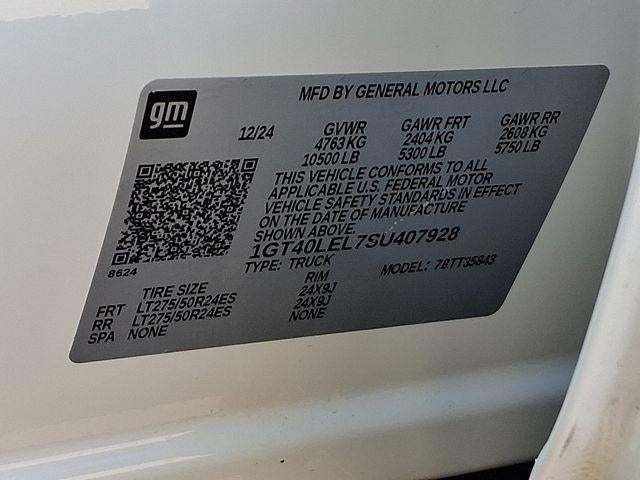 MFD BY GENERAL MOTORS LLC
gm
12/24 GVWR GAWR FRT GAWR RR
4763 KG 2404 KG 2608 KG
10500 LB 5300 LB 5750 LB
THIS VEHICLE CONFORMS TO ALL
APPLICABLE U.S. FEDERAL MOTOR
VEHICLE SAFETY STANDARDS IN EFFECT
ON THE DATE OF MANUFACTURE
SHOWN ABOVE.
1GT40LEL7SU407928
8624
TYPE: TRUCK MODEL: 78TT35843
TIRE SIZE RIM
FRT LT275/50R24ES 24X9J
RR LT275/50R24ES 24X9J
SPA NONE NONE